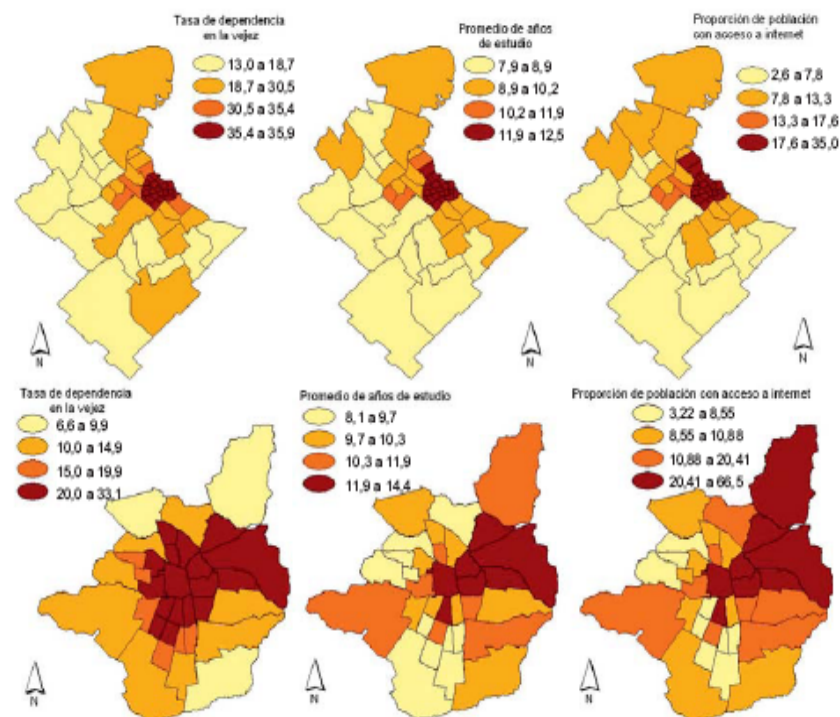 Tasa de dependencia
en la vejez
13,0 a 18,7
18,7 a 30,5
30,5 a 35,4
35,4 a 35,9
N
Promedio de años
de estudio
7,9 a 8,9
8,9 a 10,2
10,2 a 11,9
11,9 a 12,5
N
Proporción de población
con acceso a internet
2,6 a 7,8
7,8 a 13,3
13,3 a 17,6
17,6 a 35,0
N
Tasa de dependencia
en la vejez
6,6 a 9,9
10,0 a 14,9
15,0 a 19,9
20,0 a 33,1
N
Promedio de años de estudio
8,1 a 9,7
9,7 a 10,3
10,3 a 11,9
11,9 a 14,4
N
Proporción de población con acceso a internet
3,22 a 8,55
8,55 a 10,88
10,88 a 20,41
20,41 a 66,5
N